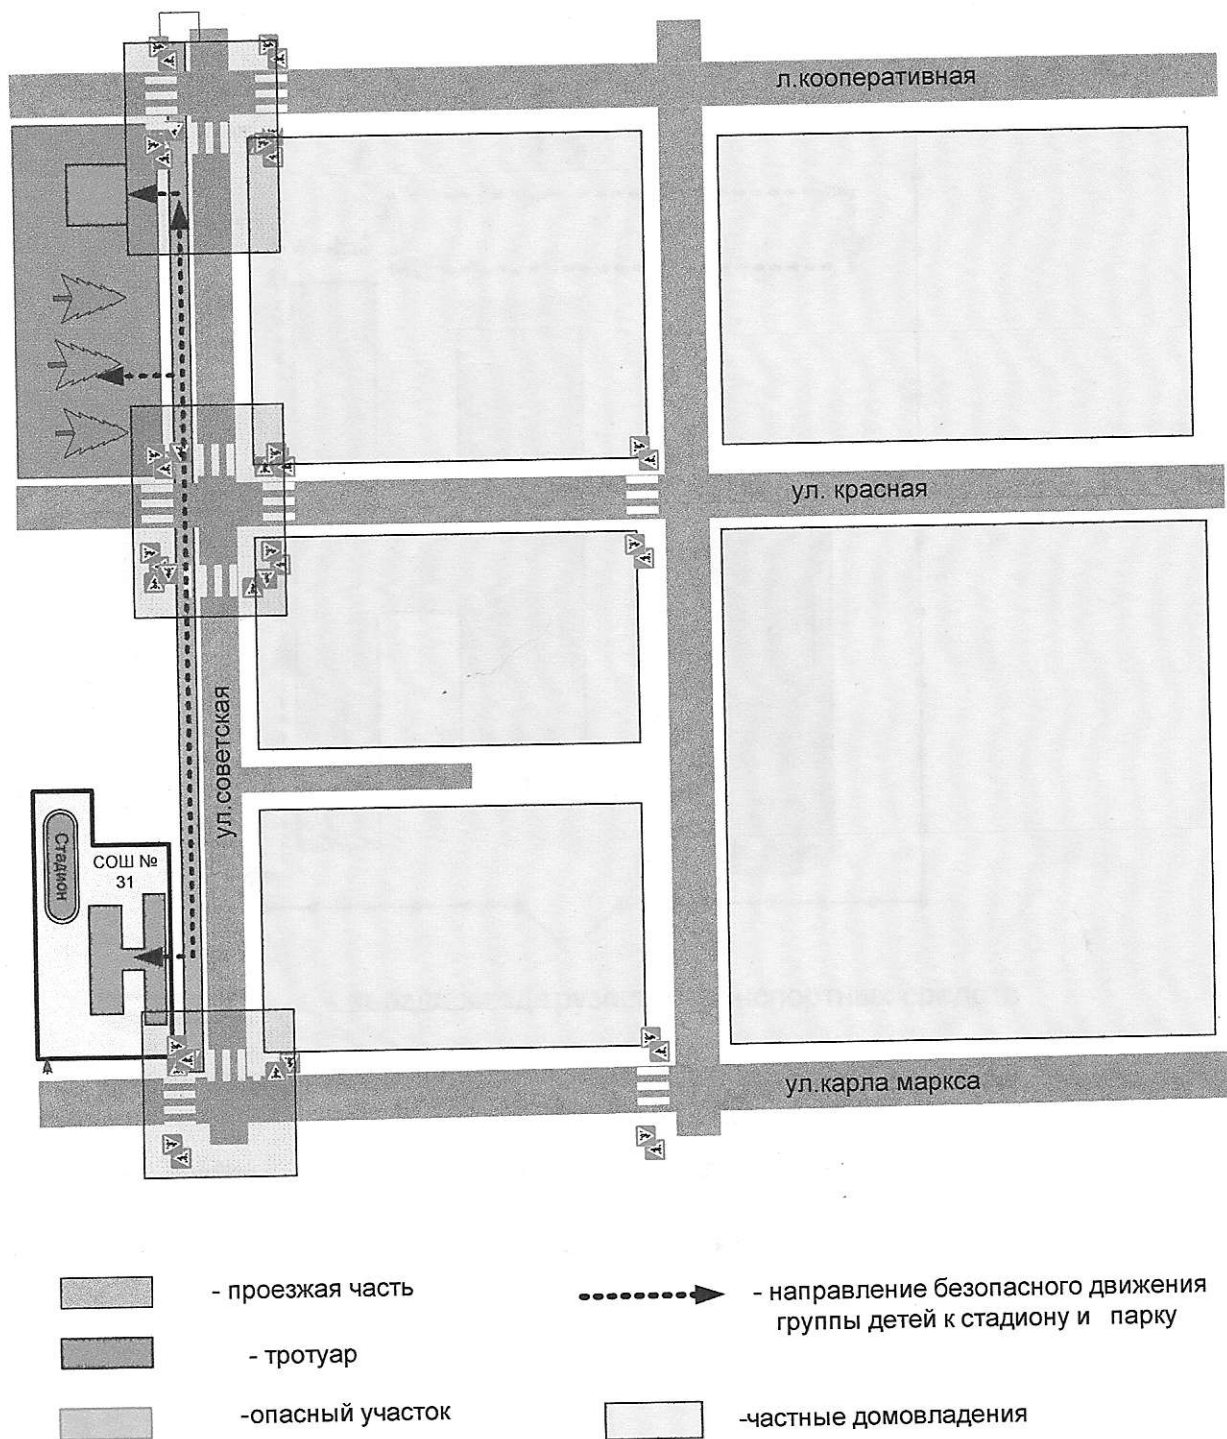 л.кооперативная
ул. красная
ул.советская
Стадион
СОШ №
31
ул.карла маркса
- проезжая часть
- направление безопасного движения
группы детей к стадиону и парку
- тротуар
-опасный участок
-частные домовладения